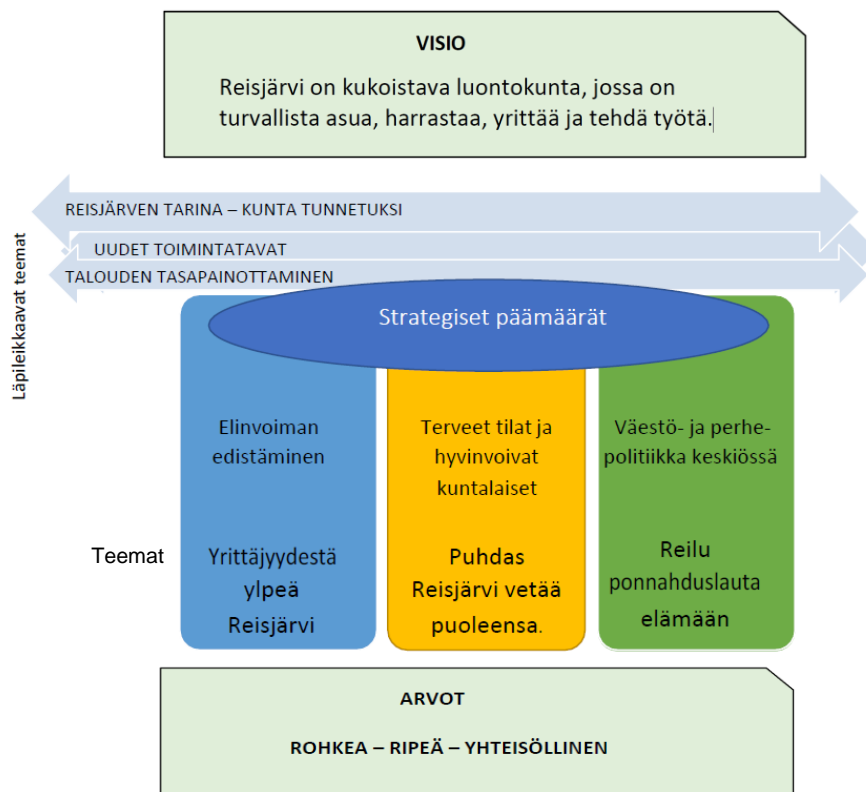 VISIO
Reisjärvi on kukoistava luontokunta, jossa on
turvallista asua, harrastaa, yrittää ja tehdä työtä.
Läpileikkaavat teemat
REISJÄRVEN TARINA – KUNTA TUNNETUKSI
UUDET TOIMINTATAVAT
TALOUDEN TASAPAINOTTAMINEN
Strategiset päämäärät
Elinvoiman
edistäminen
Terveet tilat ja
hyvinvoivat
kuntalaiset
Väestö- ja perhe-
politiikka keskiössä
Teemat
Yrittäjyydestä
ylpeä
Reisjärvi
Puhdas
Reisjärvi vetää
puoleensa.
Reilu
ponnahduslauta
elämään
ARVOT
ROHKEA – RIPEÄ – YHTEISÖLLINEN